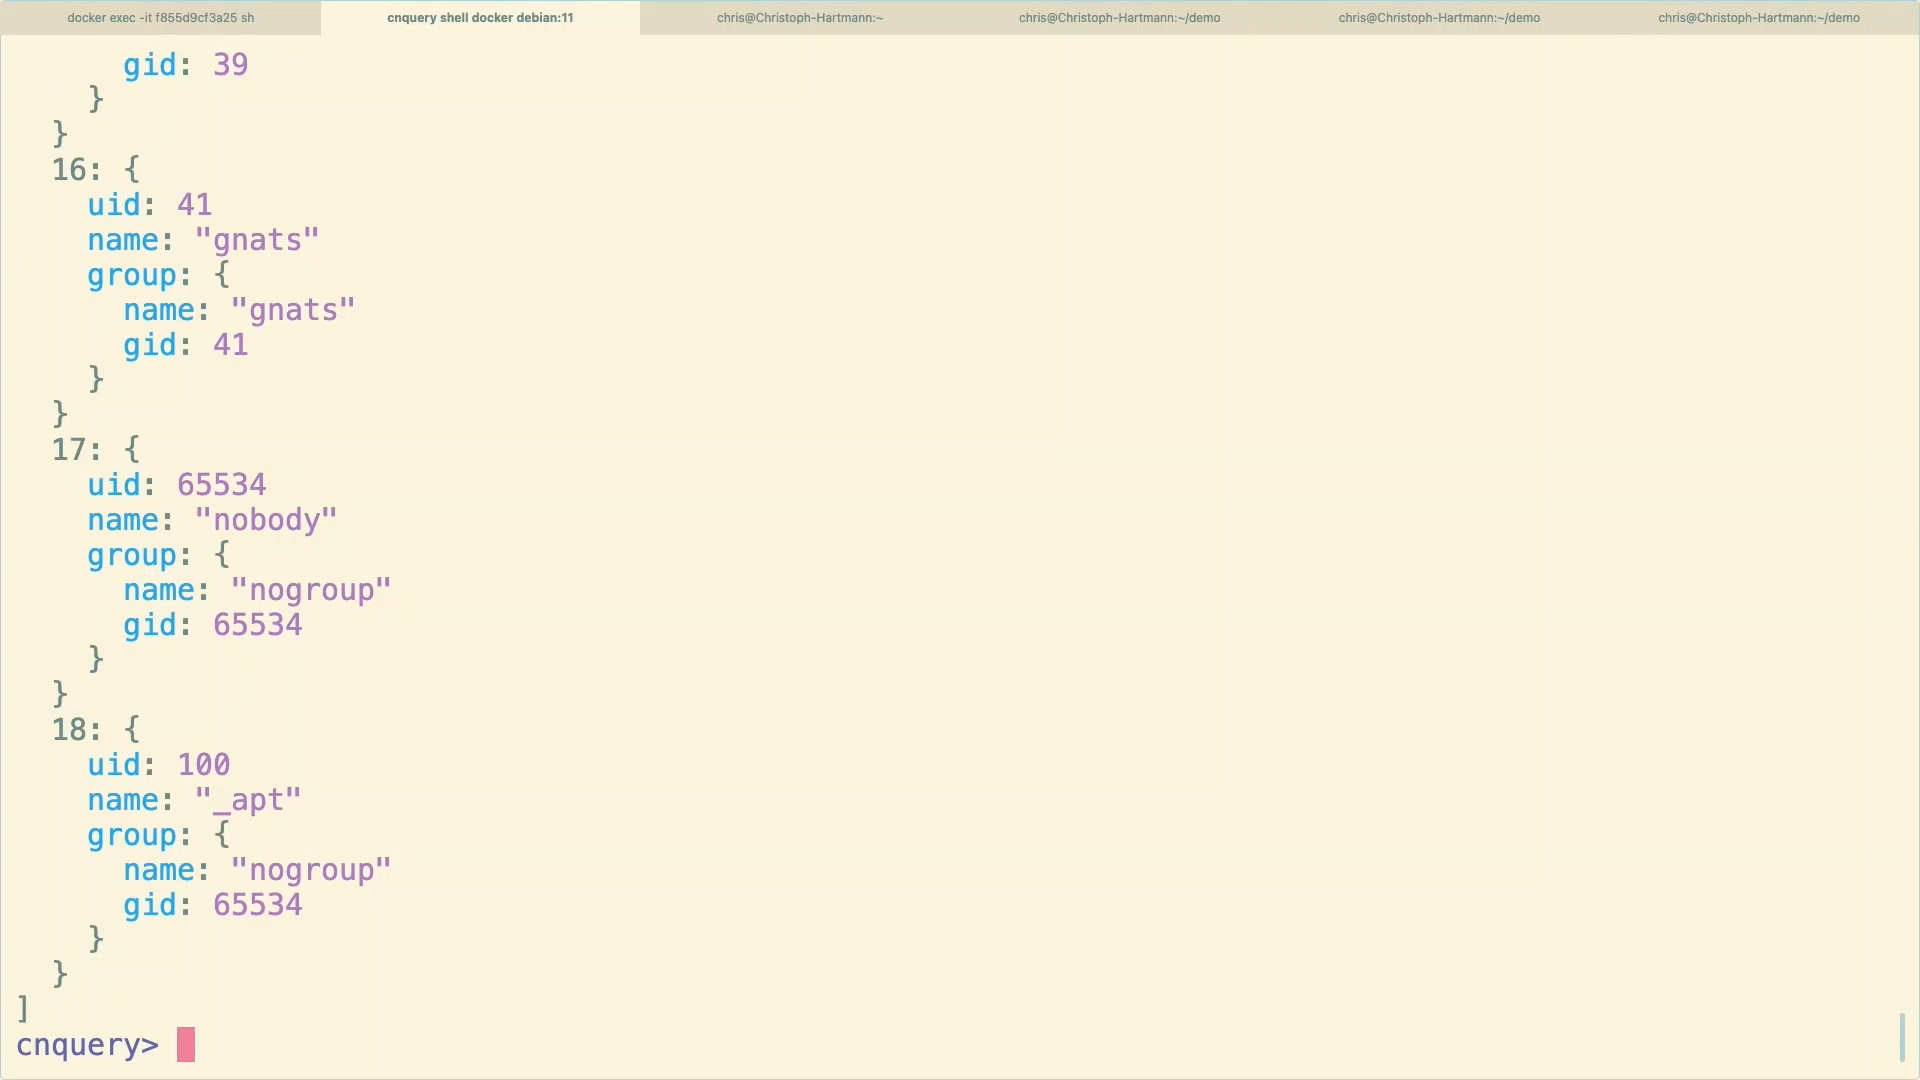 docker exec -it f855d9cf3a25 sh
cnquery shell docker debian:11
chris@Christoph-Hartmann:~
chris@Christoph-Hartmann:~/demo
chris@Christoph-Hartmann:~/demo
chris@Christoph-Hartmann:~/demo
      gid: 39
    }
  }
  16: {
    uid: 41
    name: "gnats"
    group: {
      name: "gnats"
      gid: 41
    }
  }
  17: {
    uid: 65534
    name: "nobody"
    group: {
      name: "nogroup"
      gid: 65534
    }
  }
  18: {
    uid: 100
    name: "_apt"
    group: {
      name: "nogroup"
      gid: 65534
    }
  }
]
cnquery>